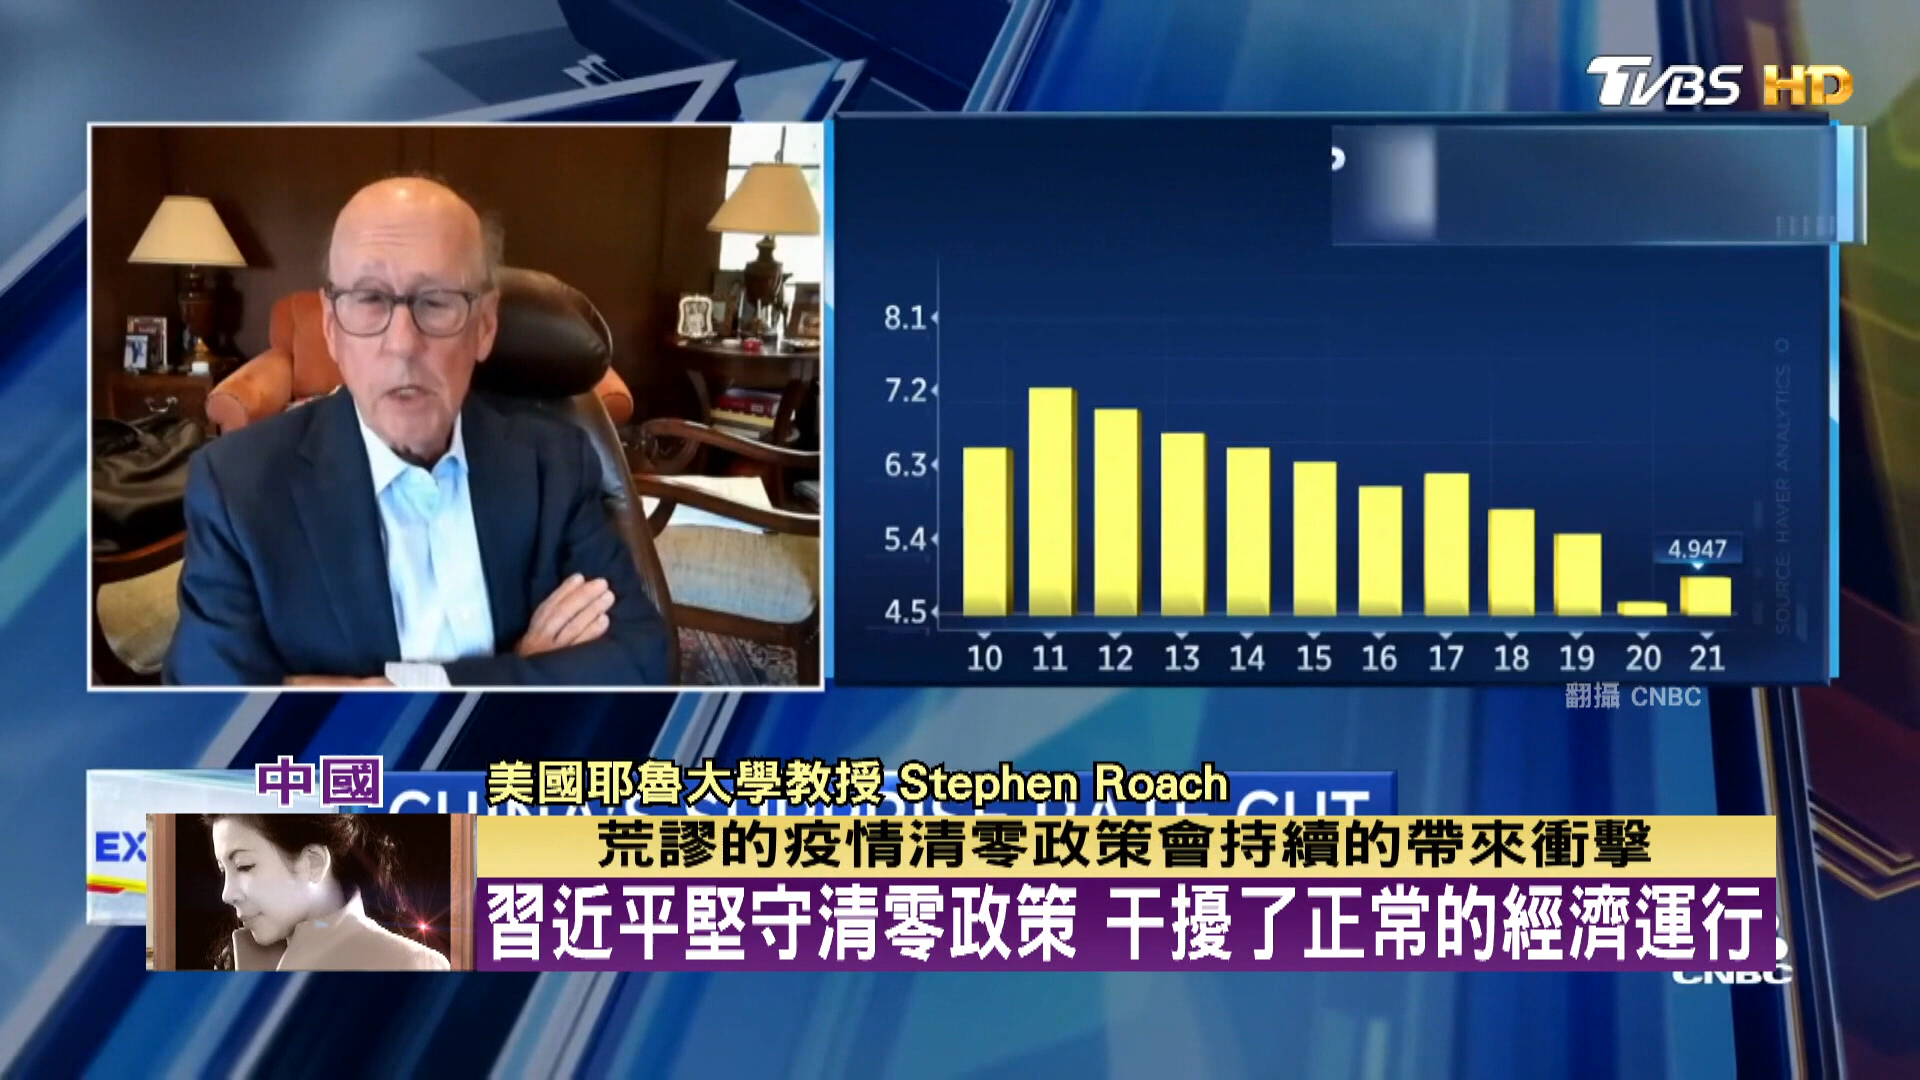 TVBS HD
8.1
7.2
6.3
5.4
4.5
4.947
10 11 12 13 14 15 16 17 18 19 20 21
SOURCE: HAVER ANALYTICS
翻攝 CNBC
中國
美國耶魯大學教授 Stephen Roach
EX
荒謬的疫情清零政策會持續的帶來衝擊
習近平堅守清零政策 干擾了正常的經濟運行
CNBC